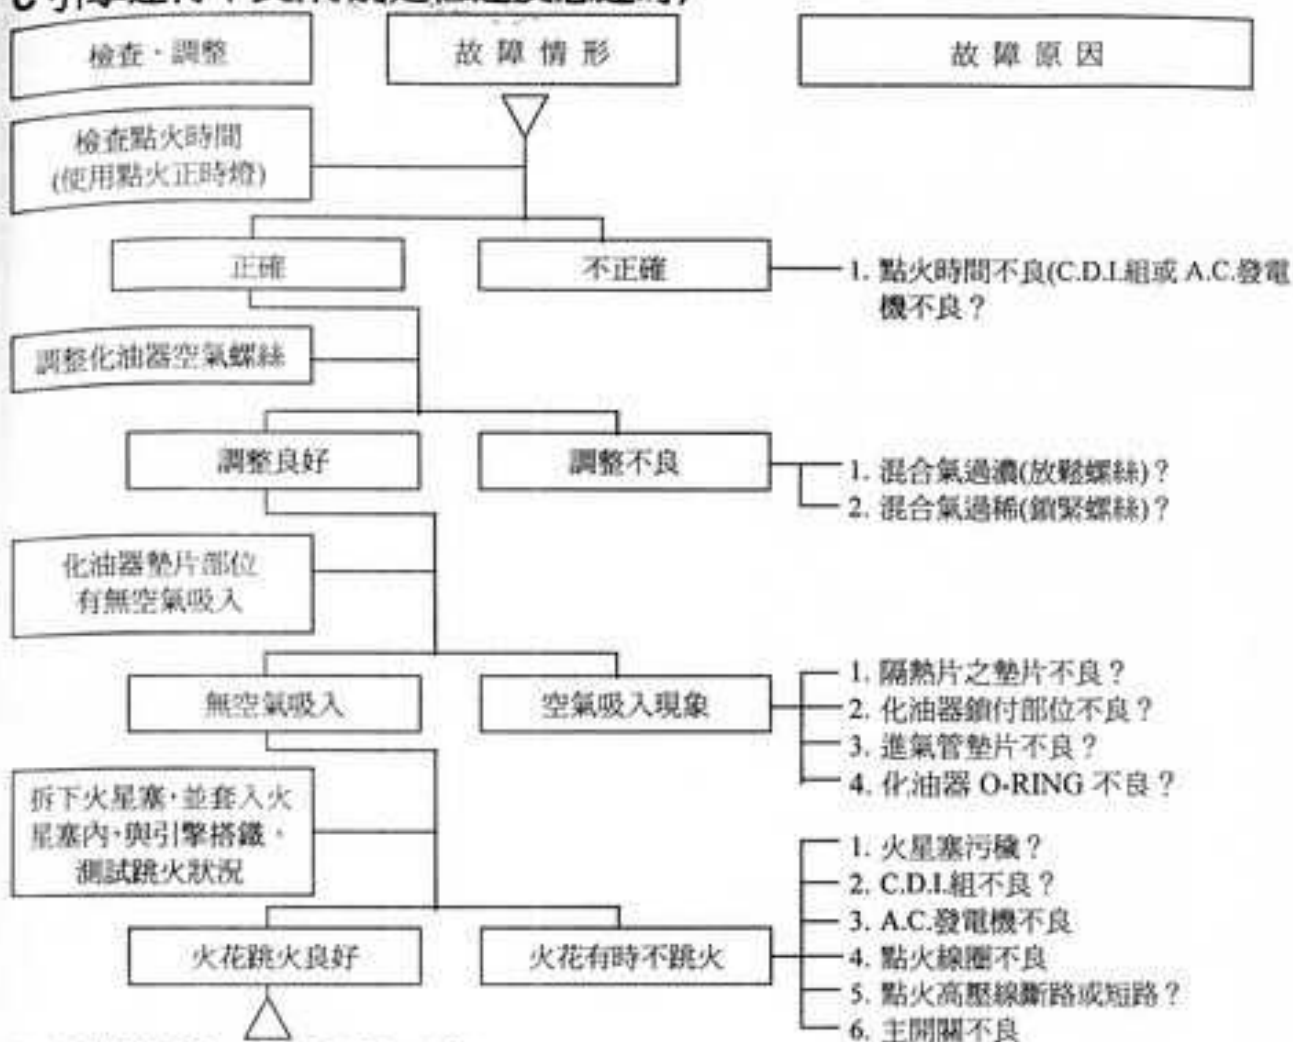 檢查·調整
故障情形
故障原因
檢查點火時間
(使用點火正時燈)
正確
不正確
1. 點火時間不良(C.D.I.組或 A.C.發電
機不良？
調整化油器空氣螺絲
調整良好
調整不良
1. 混合氣過濃(放鬆螺絲)？
2. 混合氣過稀(鎖緊螺絲)？
化油器墊片部位
有無空氣吸入
無空氣吸入
空氣吸入現象
1. 隔熱片之墊片不良？
2. 化油器鎖付部位不良？
3. 進氣管墊片不良？
4. 化油器 O-RING 不良？
拆下火星塞,並套入火
星塞內,與引擎搭鐵。
測試跳火狀況
火花跳火良好
火花有時不跳火
1. 火星塞污穢？
2. C.D.I.組不良？
3. A.C.發電機不良
4. 點火線圈不良
5. 點火高壓線斷路或短路？
6. 主開關不良